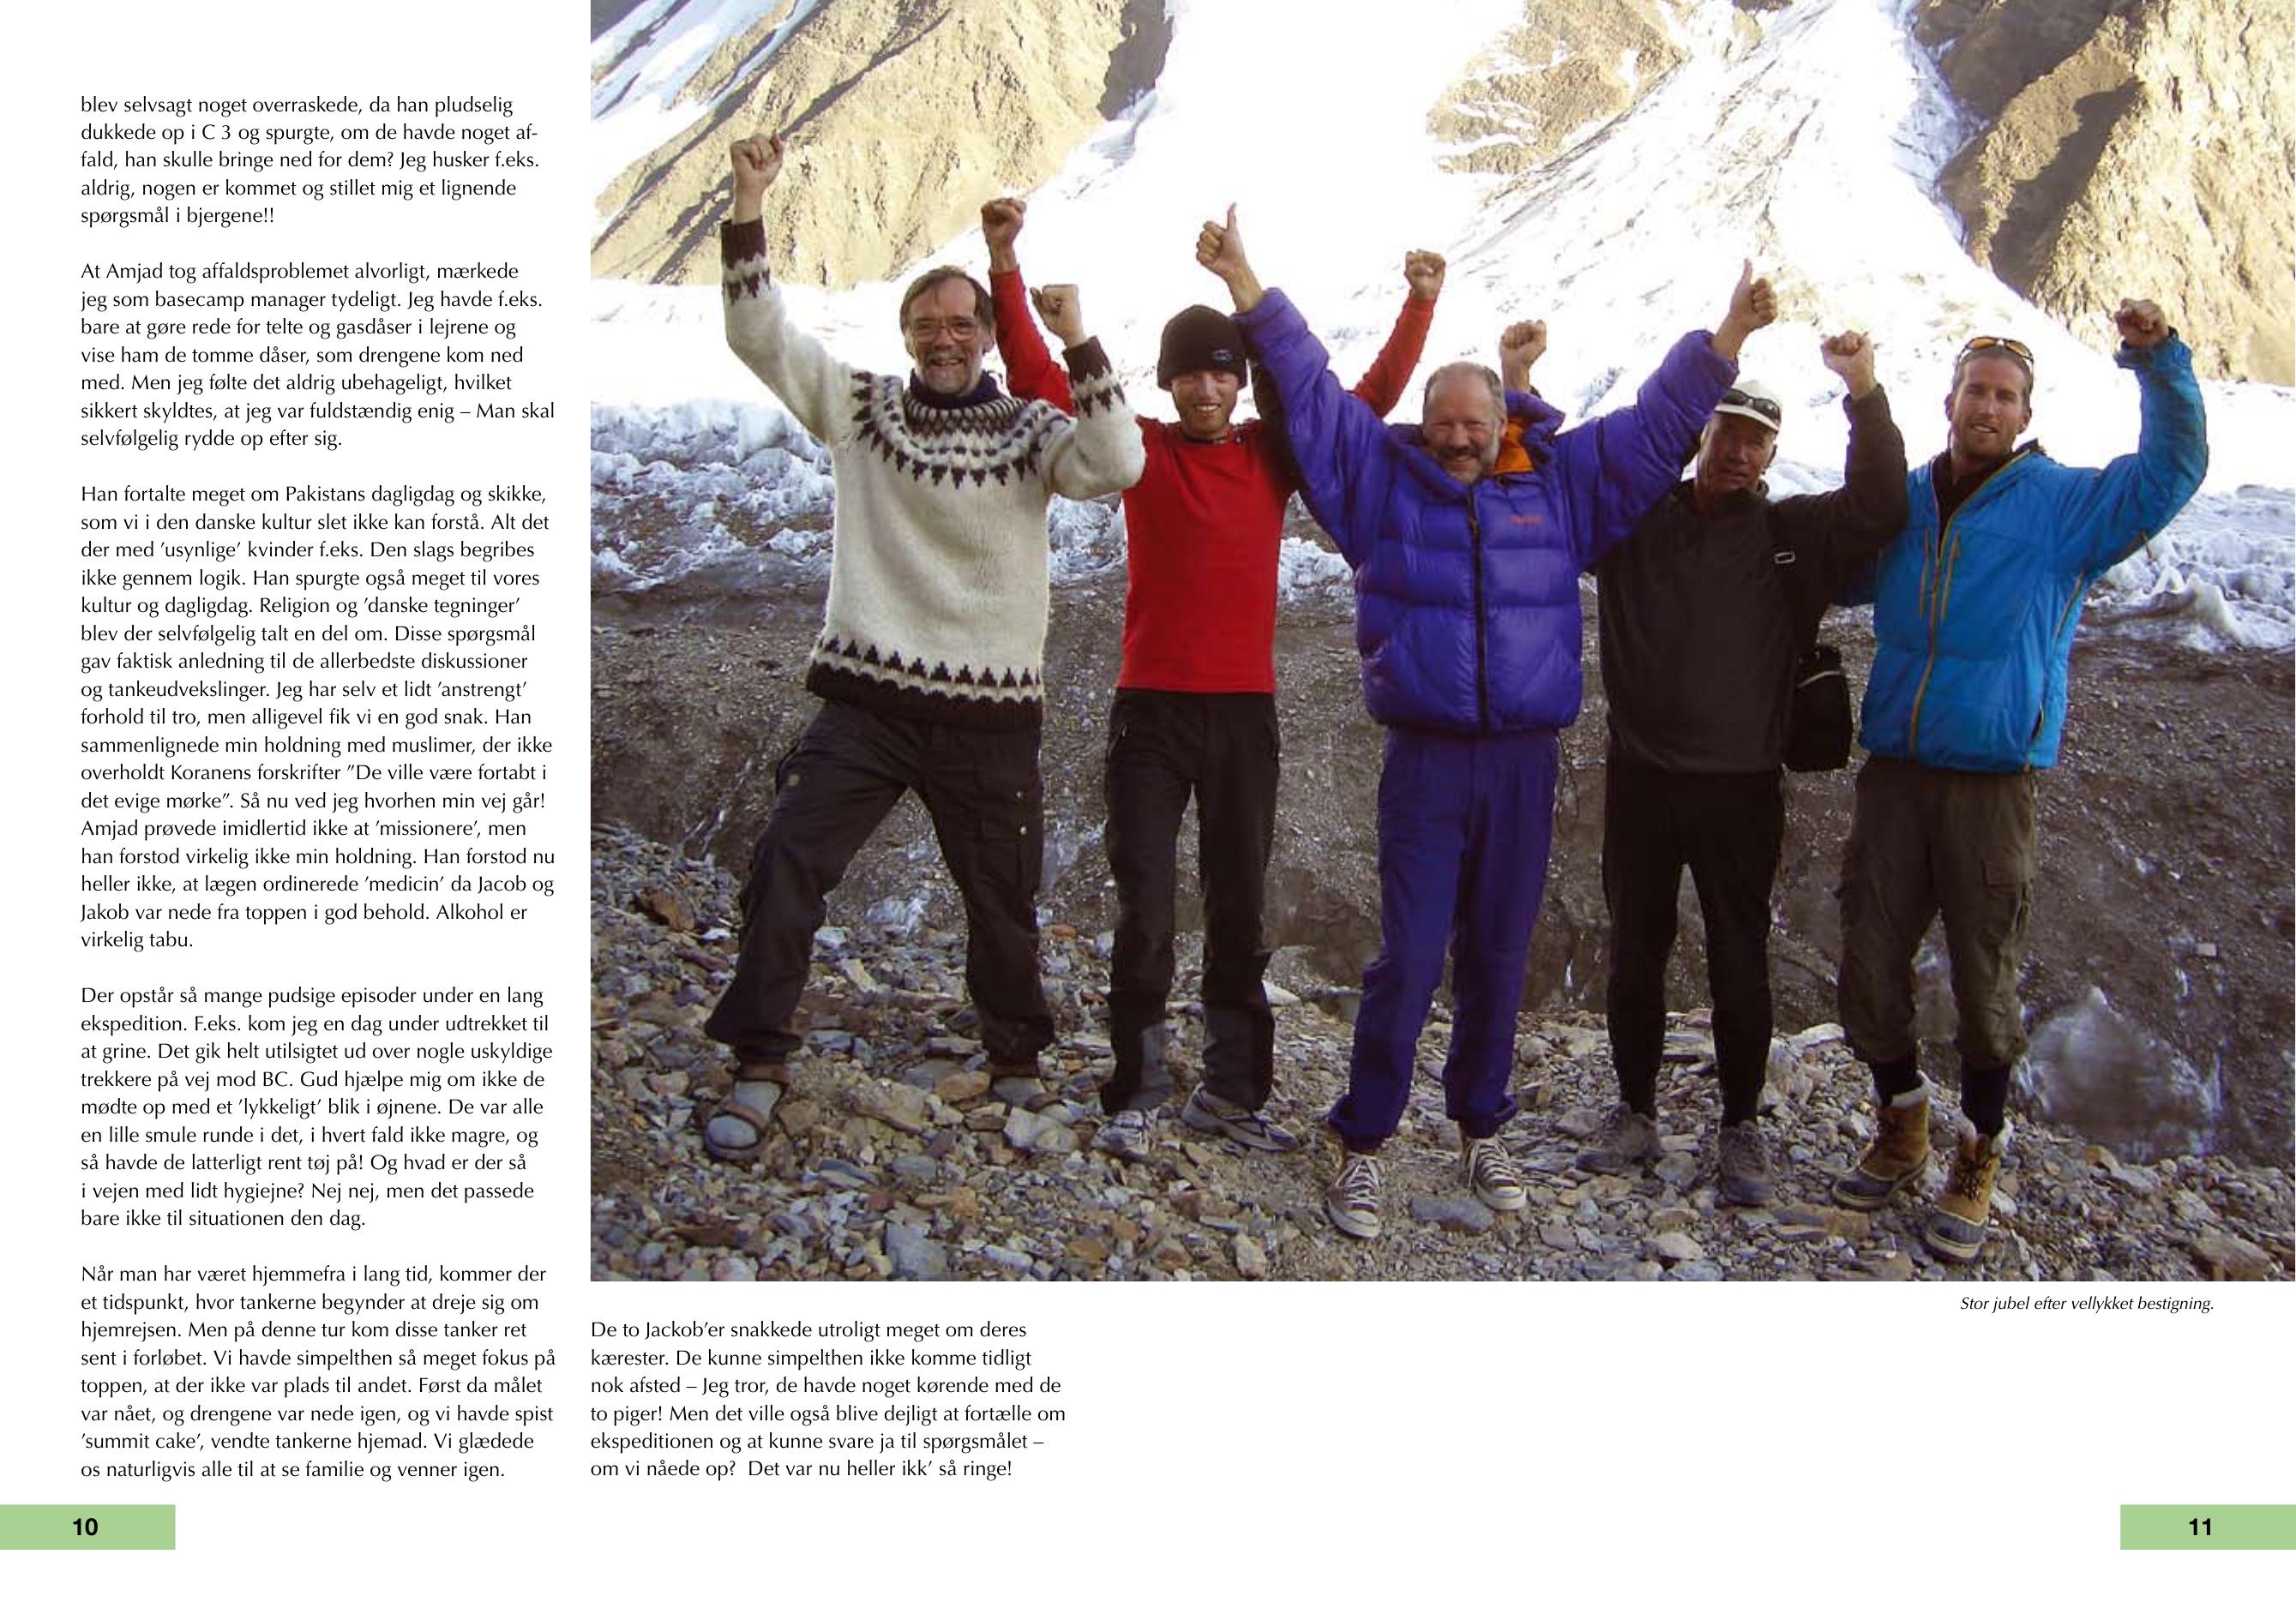 blev selvsagt noget overraskede, da han pludselig
dukkede op i C 3 og spurgte, om de havde noget af-
fald, han skulle bringe ned for dem? Jeg husker f.eks.
aldrig, nogen er kommet og stillet mig et lignende
spørgsmål i bjergene!!
At Amjad tog affaldsproblemet alvorligt, mærkede
jeg som basecamp manager tydeligt. Jeg havde f.eks.
bare at gøre rede for telte og gasdåser i lejrene og
vise ham de tomme dåser, som drengene kom ned
med. Men jeg følte det aldrig ubehageligt, hvilket
sikkert skyldtes, at jeg var fuldstændig enig – Man skal
selvfølgelig rydde op efter sig.
Han fortalte meget om Pakistans dagligdag og skikke,
som vi i den danske kultur slet ikke kan forstå. Alt det
der med ’usynlige’ kvinder f.eks. Den slags begribes
ikke gennem logik. Han spurgte også meget til vores
kultur og dagligdag. Religion og ’danske tegninger’
blev der selvfølgelig talt en del om. Disse spørgsmål
gav faktisk anledning til de allerbedste diskussioner
og tankeudvekslinger. Jeg har selv et lidt ’anstrengt’
forhold til tro, men alligevel fik vi en god snak. Han
sammenlignede min holdning med muslimer, der ikke
overholdt Koranens forskrifter ”De ville være fortabt i
det evige mørke”. Så nu ved jeg hvorhen min vej går!
Amjad prøvede imidlertid ikke at ’missionere’, men
han forstod virkelig ikke min holdning. Han forstod nu
heller ikke, at lægen ordinerede ’medicin’ da Jacob og
Jakob var nede fra toppen i god behold. Alkohol er
virkelig tabu.
Der opstår så mange pudsige episoder under en lang
ekspedition. F.eks. kom jeg en dag under udtrekket til
at grine. Det gik helt utilsigtet ud over nogle uskyldige
trekkere på vej mod BC. Gud hjælpe mig om ikke de
mødte op med et ’lykkeligt’ blik i øjnene. De var alle
en lille smule runde i det, i hvert fald ikke magre, og
så havde de latterligt rent tøj på! Og hvad er der så
i vejen med lidt hygiejne? Nej nej, men det passede
bare ikke til situationen den dag.
Når man har været hjemmefra i lang tid, kommer der
et tidspunkt, hvor tankerne begynder at dreje sig om
hjemrejsen. Men på denne tur kom disse tanker ret
sent i forløbet. Vi havde simpelthen så meget fokus på
toppen, at der ikke var plads til andet. Først da målet
var nået, og drengene var nede igen, og vi havde spist
’summit cake’, vendte tankerne hjemad. Vi glædede
os naturligvis alle til at se familie og venner igen.
Stor jubel efter vellykket bestigning.
De to Jackob’er snakkede utroligt meget om deres
kærester. De kunne simpelthen ikke komme tidligt
nok afsted – Jeg tror, de havde noget kørende med de
to piger! Men det ville også blive dejligt at fortælle om
ekspeditionen og at kunne svare ja til spørgsmålet –
om vi nåede op? Det var nu heller ikk’ så ringe!
10
11